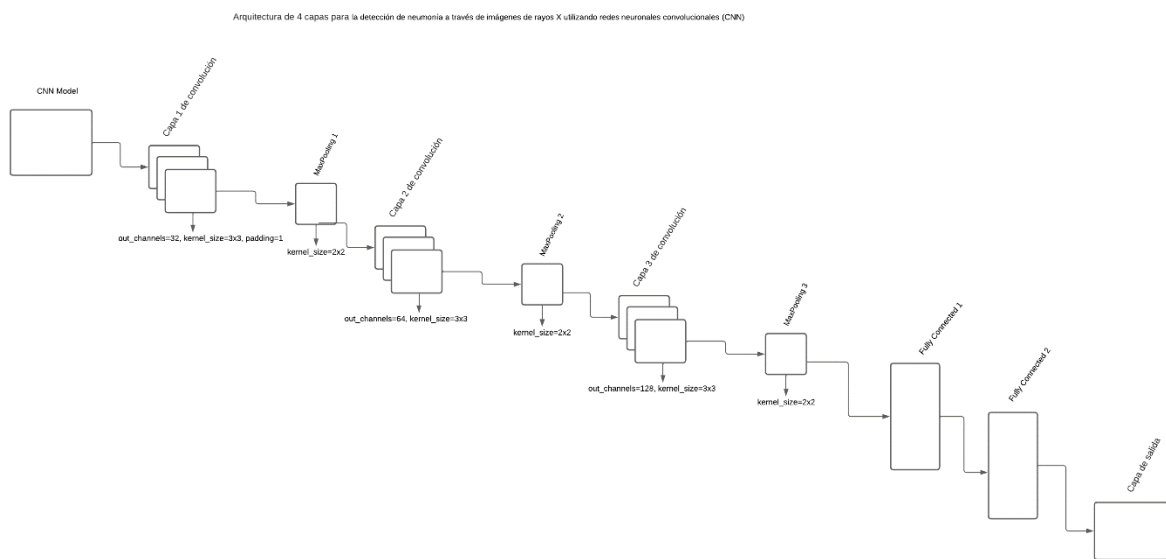 Arquitectura de 4 capas para la detección de neumonía a través de imágenes de rayos X utilizando redes neuronales convolucionales (CNN)
CNN Model
Capa 1 de convolución
out_channels=32, kernel_size=3x3, padding=1
MaxPooling 1
kernel_size=2x2
Capa 2 de convolución
out_channels=64, kernel_size=3x3
MaxPooling 2
kernel_size=2x2
Capa 3 de convolución
out_channels=128, kernel_size=3x3
MaxPooling 3
kernel_size=2x2
Fully Connected 1
Fully Connected 2
Capa de salida